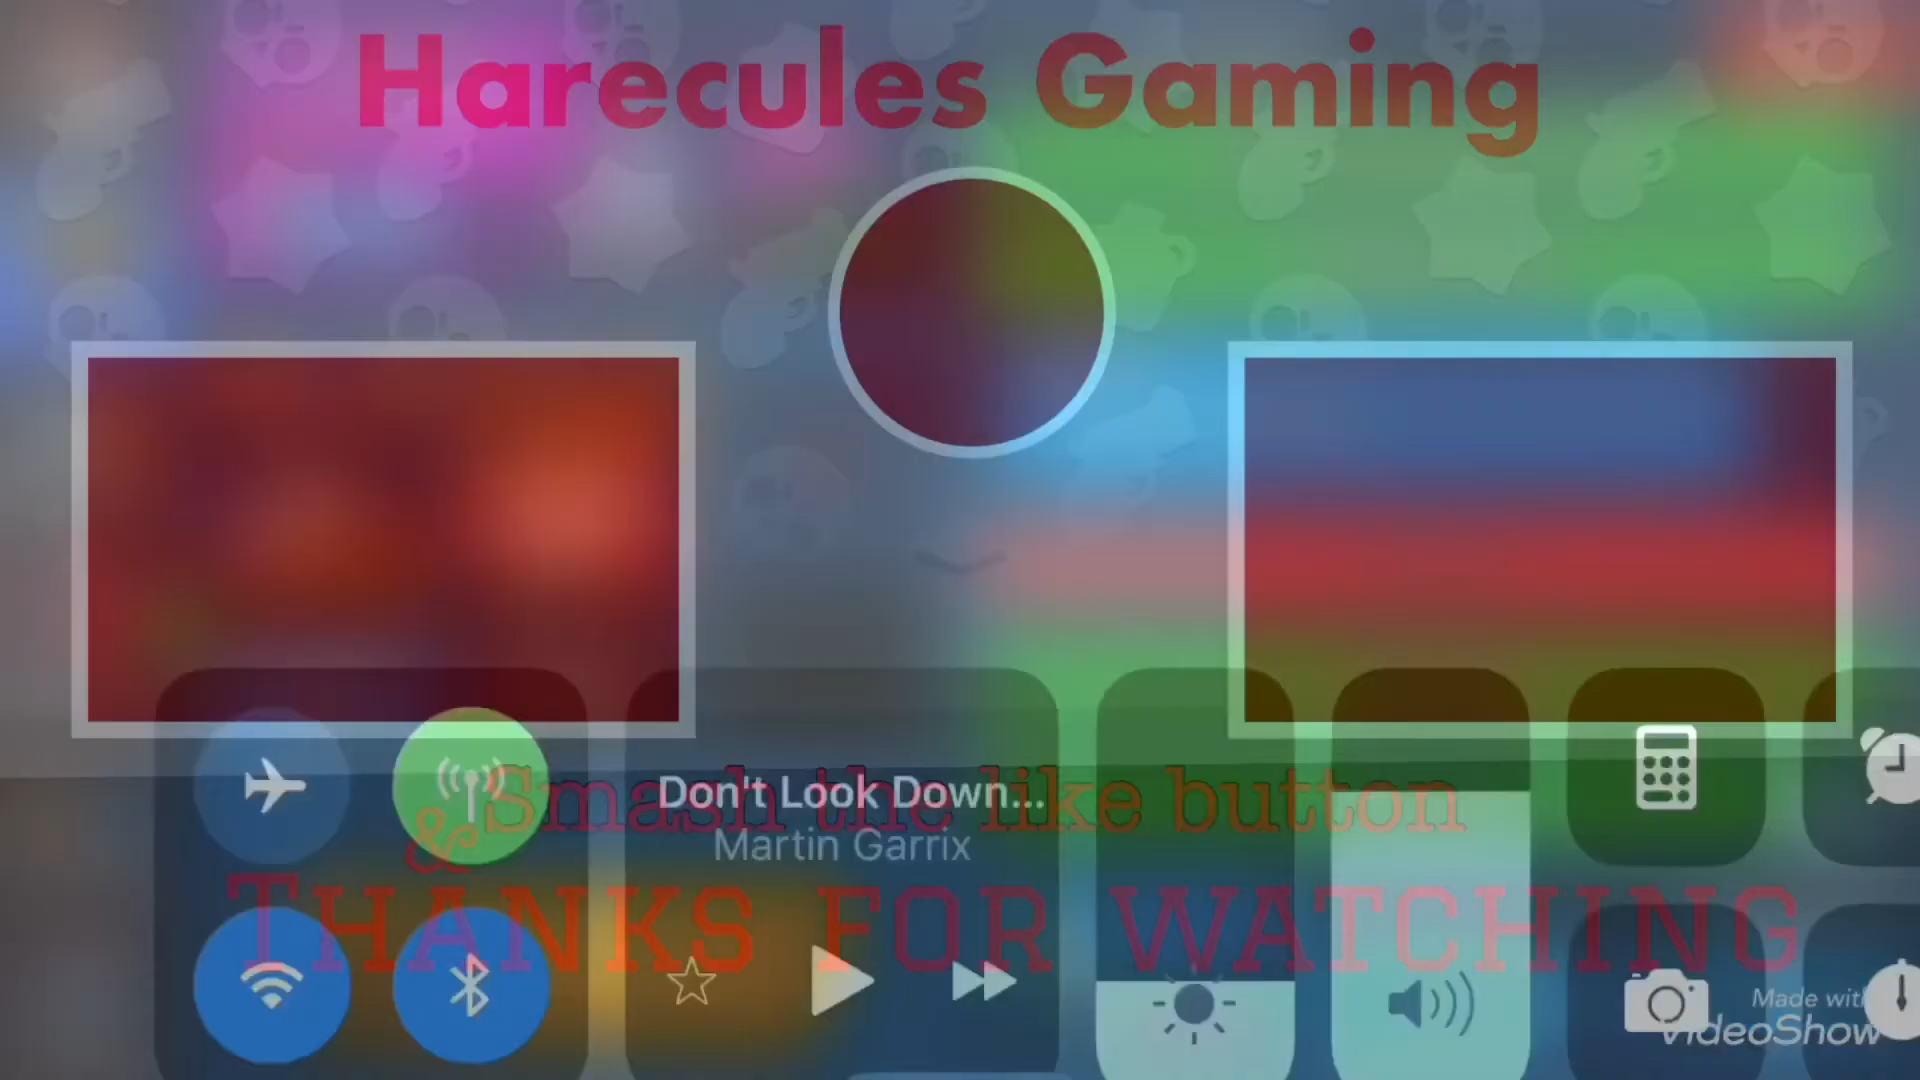 Harecules Gaming
Don't Look Down...
Smash the like button
Martin Garrix
&
THANKS FOR WATCHING
Made with
VideoShow